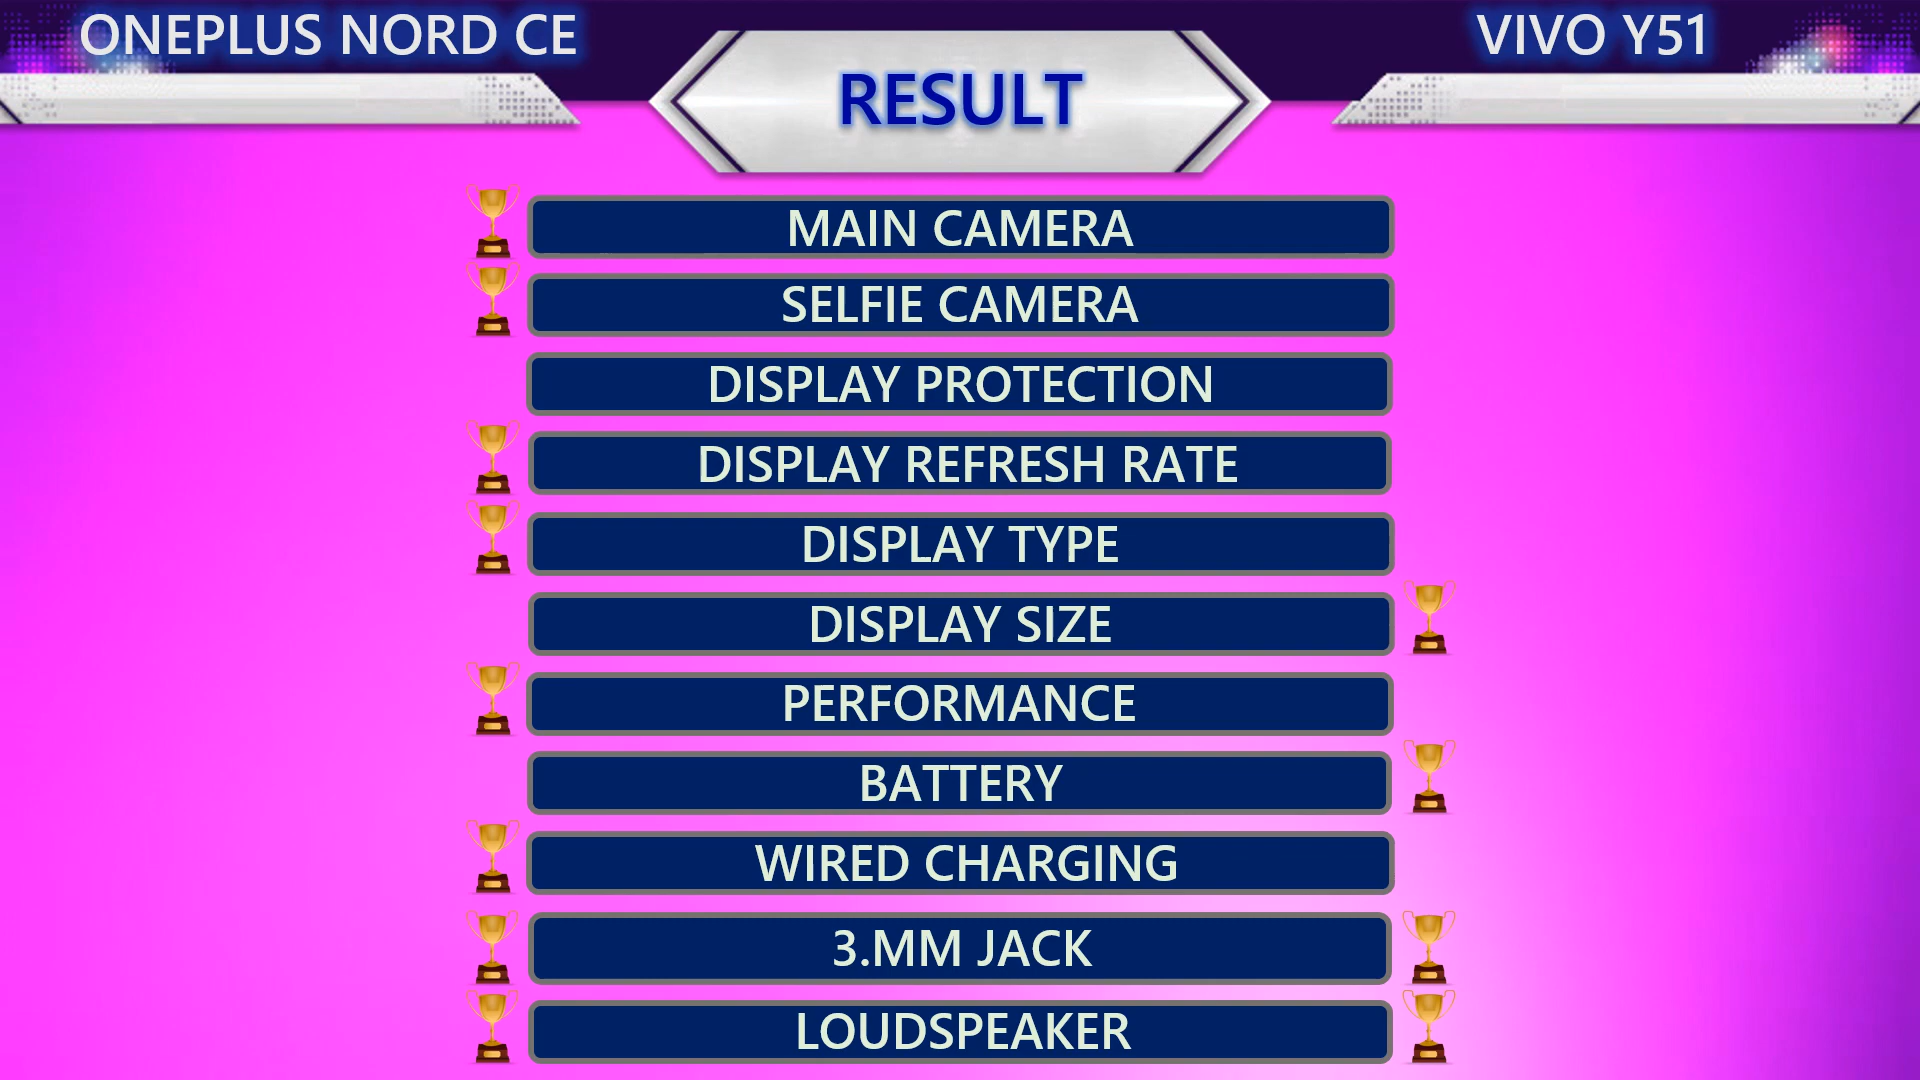 ONEPLUS NORD CE
VIVO Y51
RESULT
MAIN CAMERA
SELFIE CAMERA
DISPLAY PROTECTION
DISPLAY REFRESH RATE
DISPLAY TYPE
DISPLAY SIZE
PERFORMANCE
BATTERY
WIRED CHARGING
3.MM JACK
LOUDSPEAKER